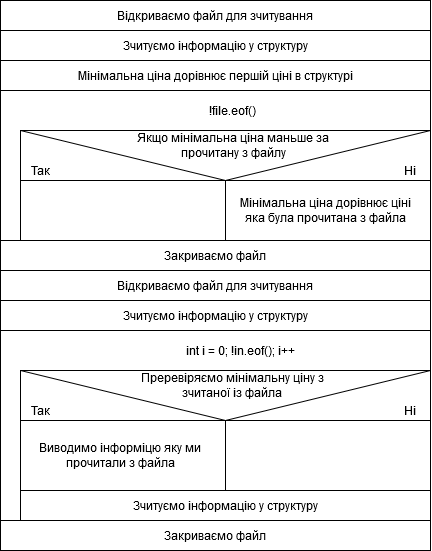 Відкриваємо файл для зчитування
Зчитуємо інформацію у структуру
Мінімальна ціна дорівнює першій ціні в структурі
!file.eof()
Якщо мінімальна ціна маньше за
прочитану з файлу
Так
Ні
Мінімальна ціна дорівнює ціні
яка була прочитана з файла
Закриваємо файл
Відкриваємо файл для зчитування
Зчитуємо інформацію у структуру
int i = 0; !in.eof(); i++
Преревіряємо мінімальну ціну з
зчитаної із файла
Так
Ні
Виводимо інформіцю яку ми
прочитали з файла
Зчитуємо інформацію у структуру
Закриваємо файл